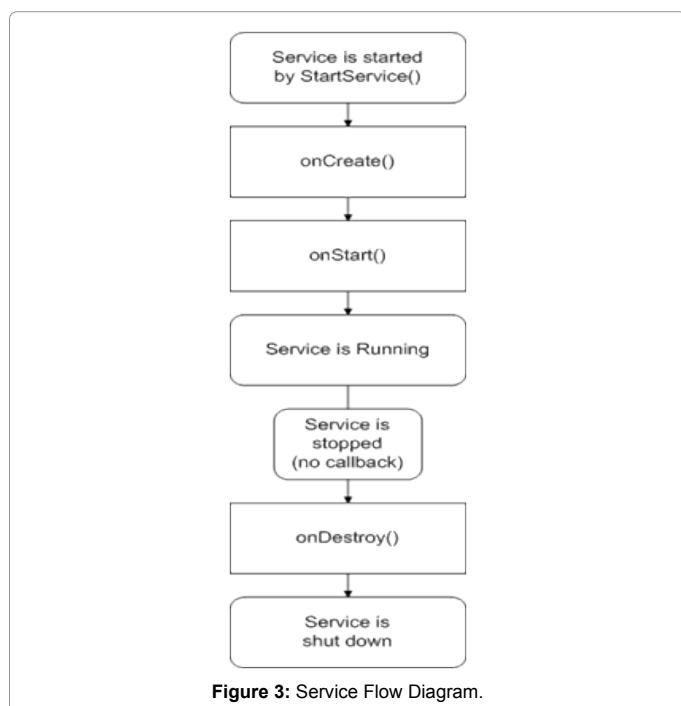 Service is started
by StartService()
onCreate()
onStart()
Service is Running
Service is
stopped
(no callback)
onDestroy()
Service is
shut down
Figure 3: Service Flow Diagram.